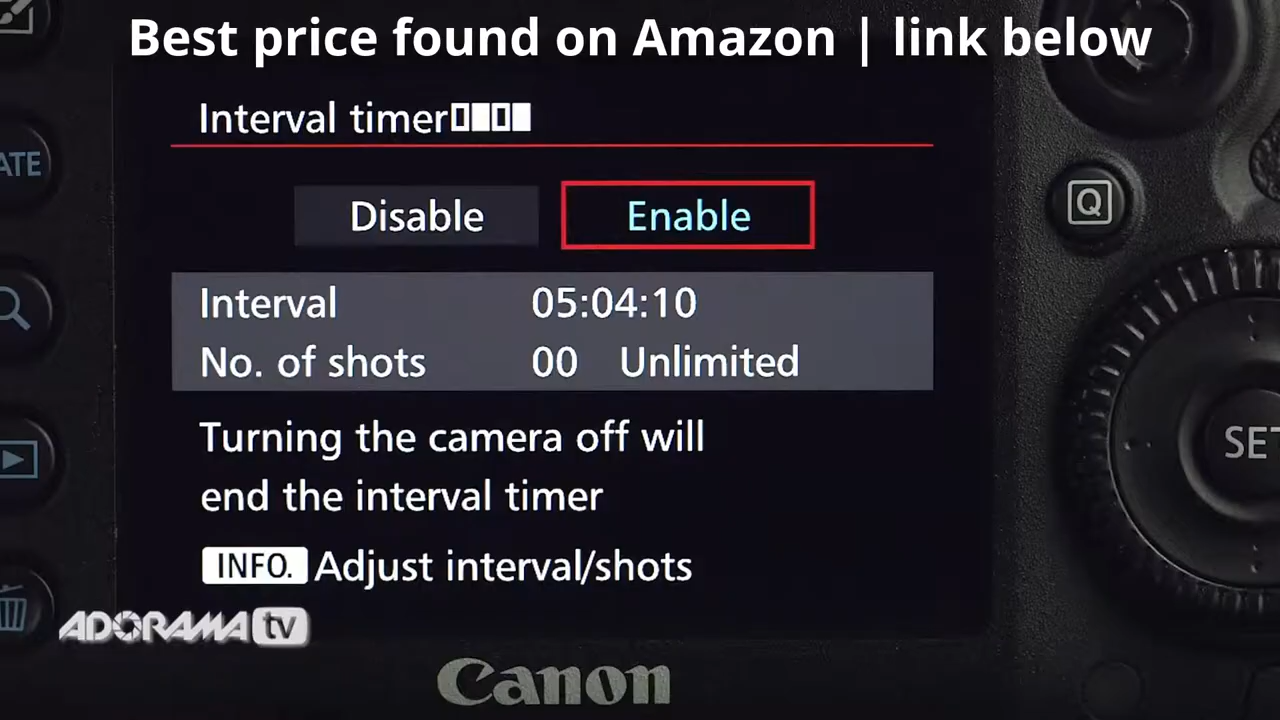 Best price found on Amazon | link below
Interval timer
Disable
Enable
Interval 05:04:10
No. of shots 00 Unlimited
Turning the camera off will
end the interval timer
INFO. Adjust interval/shots
ADORAMA tv
Canon
ATE
Q
SET